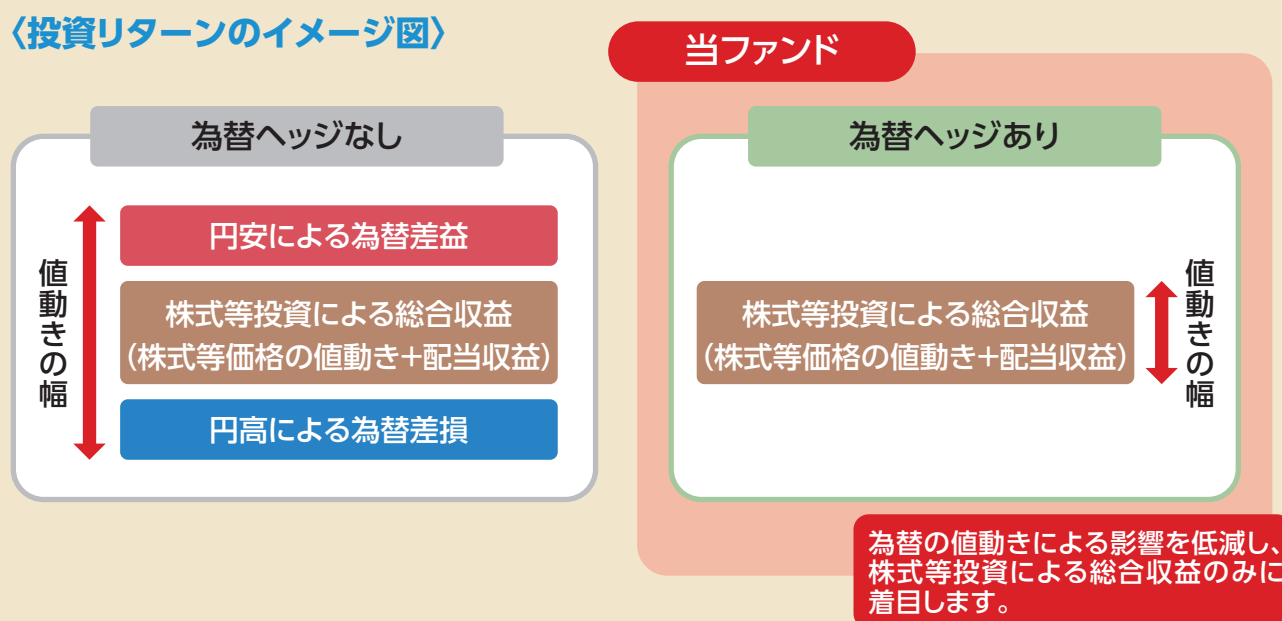 〈投資リターンのイメージ図〉
当ファンド
為替ヘッジなし
値動きの幅
円安による為替差益
株式等投資による総合収益
(株式等価格の値動き+配当収益)
円高による為替差損
為替ヘッジあり
株式等投資による総合収益
(株式等価格の値動き+配当収益)
値動きの幅
為替の値動きによる影響を低減し、
株式等投資による総合収益のみに
着目します。